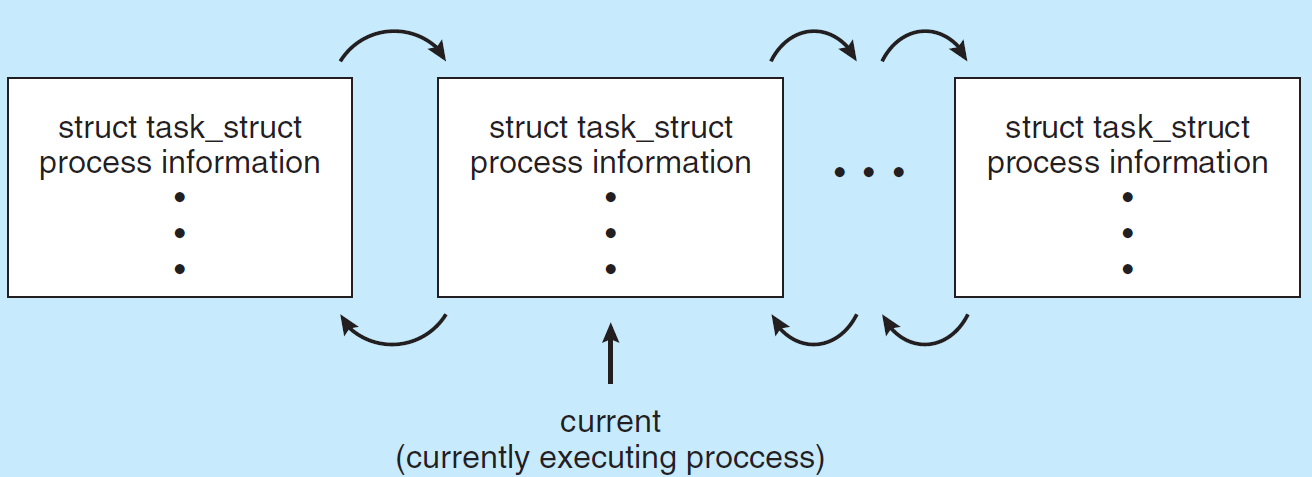 struct task_struct
process information
struct task_struct
process information
struct task_struct
process information
current
(currently executing proccess)